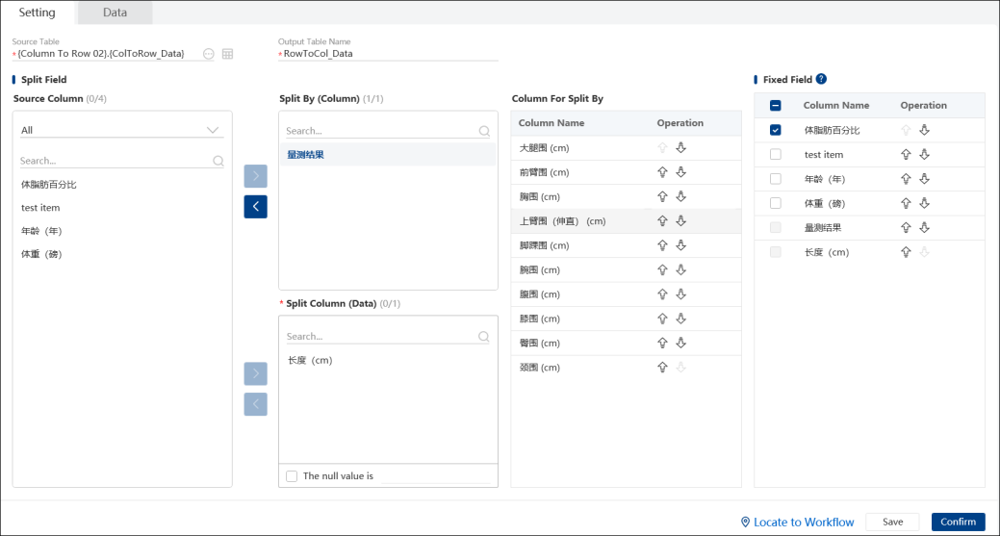 Setting
Data
Source Table
* {Column To Row 02}.{ColToRow_Data}
Output Table Name
* RowToCol_Data
Split Field
Source Column (0/4)
All
Search...
体脂肪百分比
test item
年龄（年）
体重（磅）
Split By (Column) (1/1)
Search...
量测结果
* Split Column (Data) (0/1)
Search...
长度（cm）
The null value is
Column For Split By
Column Name Operation
大腿围 (cm)
前臂围 (cm)
胸围 (cm)
上臂围（伸直） (cm)
脚踝围 (cm)
腕围 (cm)
腹围 (cm)
膝围 (cm)
臀围 (cm)
颈围 (cm)
Fixed Field ?
Column Name Operation
体脂肪百分比
test item
年龄（年）
体重（磅）
量测结果
长度（cm）
Locate to Workflow
Save
Confirm